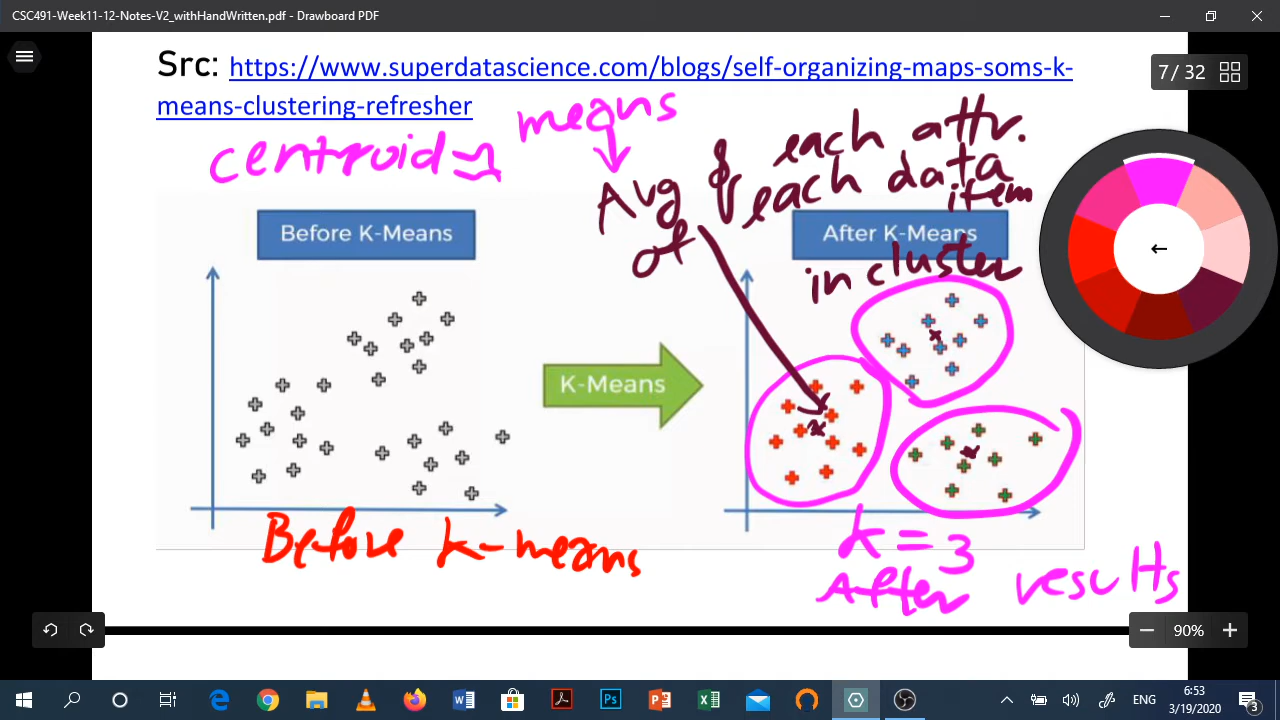 CSC491-Week11-12-Notes-V2_withHandWritten.pdf - Drawboard PDF
Src: https://www.superdatascience.com/blogs/self-organizing-maps-soms-k-
means-clustering-refresher
7 / 32
means
centroid
each attr.
Avg of each data
item
of
in cluster
Before K-Means
After K-Means
K-Means
Before k-means
k=3
After results
90%
ENG
6:53
3/19/2020
3